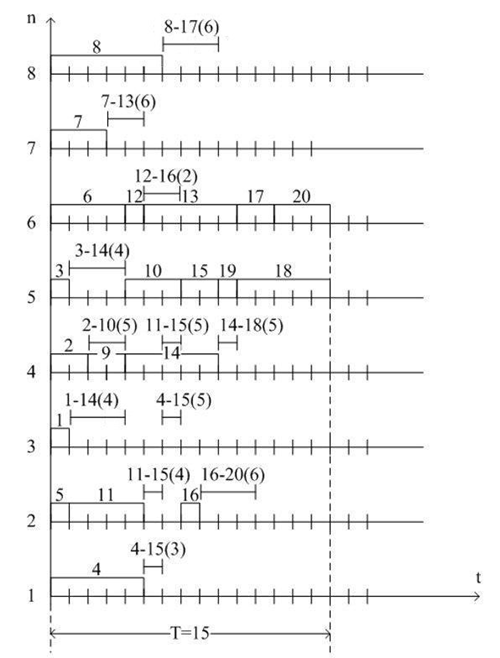 n
8-17(6)
8
8
7-13(6)
7
7
12-16(2)
6 12 13 17 20
6
3-14(4)
3 10 15 19 18
5
2-10(5) 11-15(5) 14-18(5)
2 9 14
4
1-14(4) 4-15(5)
1
3
11-15(4) 16-20(6)
5 11 16
2
4-15(3)
4
t
1
T=15